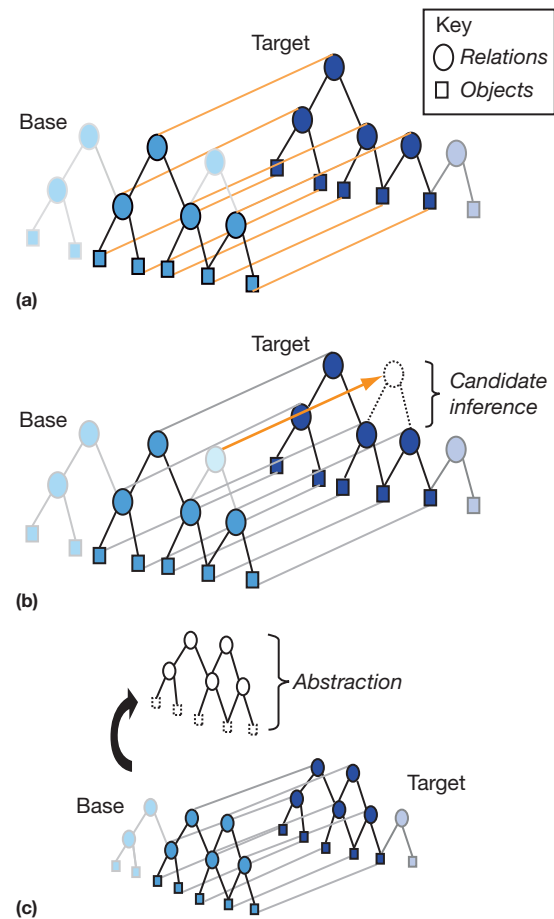 Key
Relations
Objects
Target
Base
(a)
Target
Candidate
inference
Base
(b)
Abstraction
Target
Base
(c)